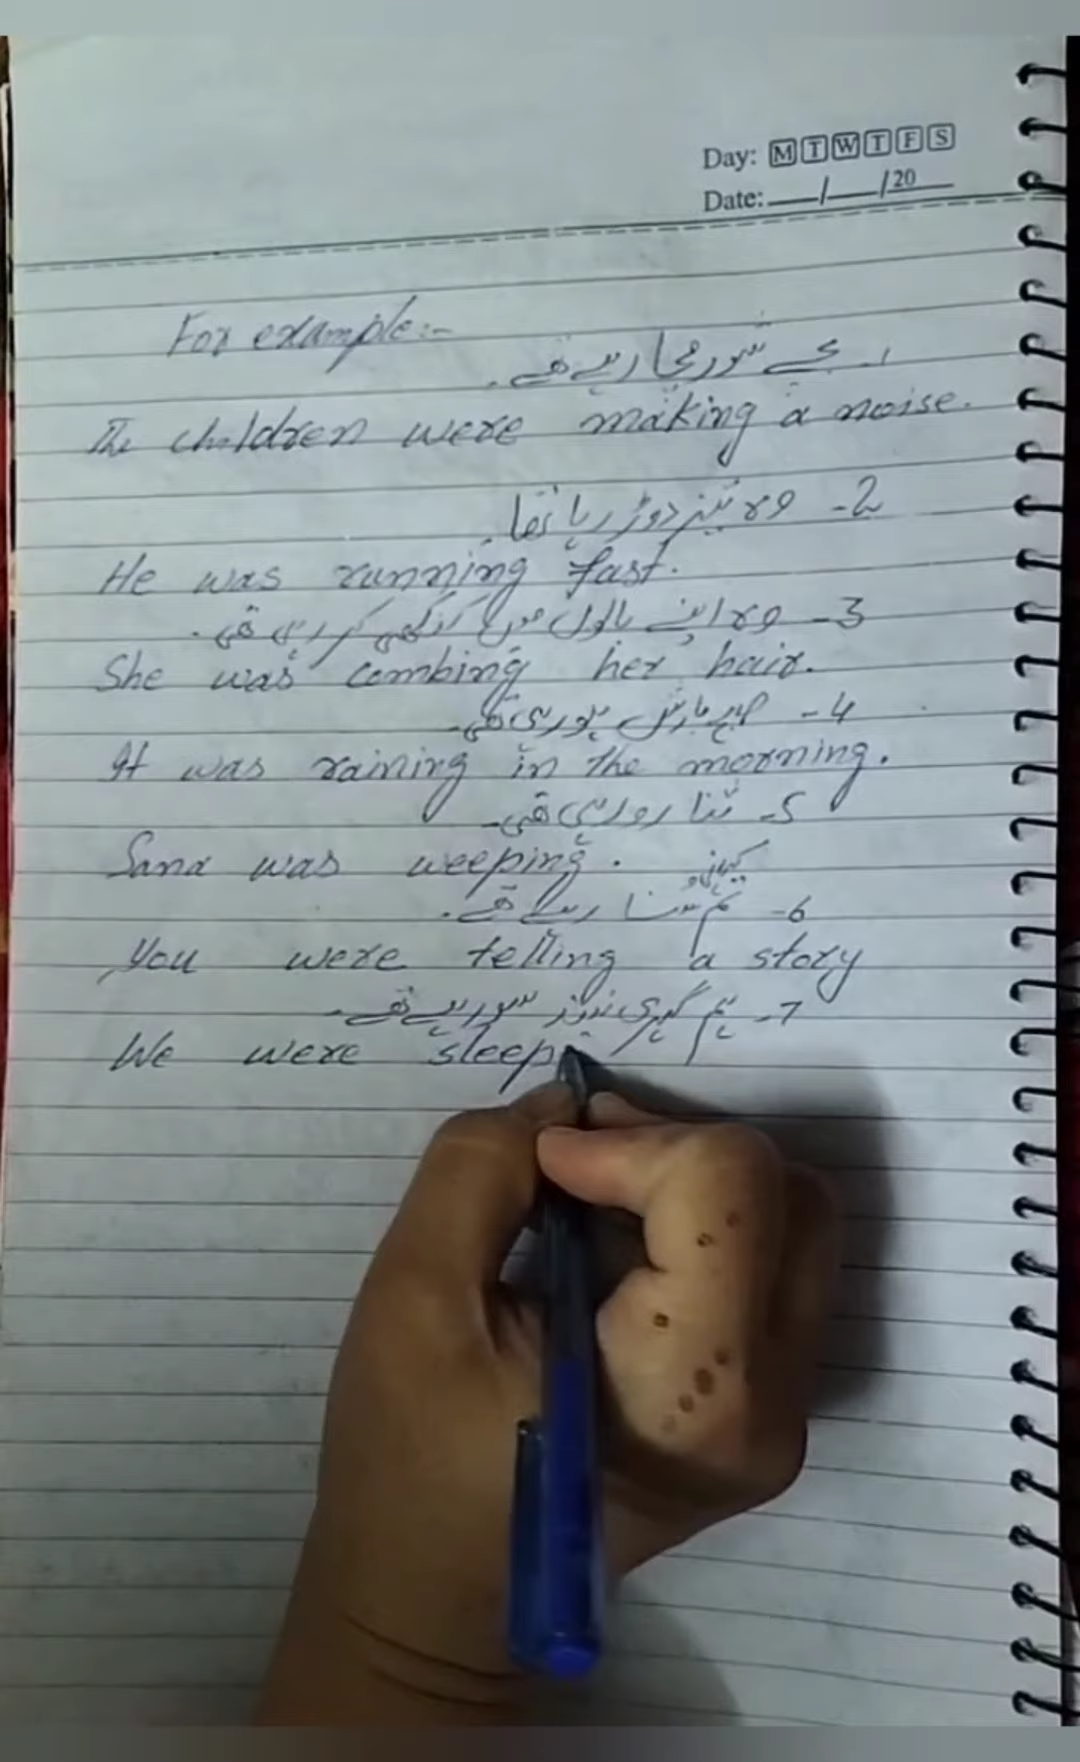 Day: M T W T F S
Date: __/__/20__
For example:-
۱۔ بچے شور مچا رہے تھے۔
The children were making a noise.
2۔ وہ تیز دوڑ رہا تھا۔
He was running fast.
3۔ وہ اپنے بالوں میں کنگھی کر رہی تھی۔
She was combing her hair.
4۔ صبح بارش ہو رہی تھی۔
It was raining in the morning.
5۔ ثنا رو رہی تھی۔
Sana was weeping.
6۔ تم کہانی سنا رہے تھے۔
You were telling a story
7۔ ہم گہری نیند سو رہے تھے۔
We were sleep